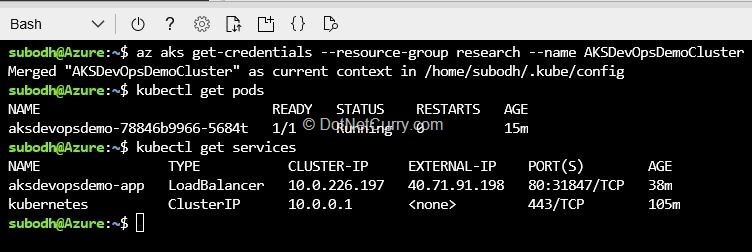 Bash
subodh@Azure:~$ az aks get-credentials --resource-group research --name AKSDevOpsDemoCluster
Merged "AKSDevOpsDemoCluster" as current context in /home/subodh/.kube/config
subodh@Azure:~$ kubectl get pods
NAME READY STATUS RESTARTS AGE
aksdevopsdemo-78846b9966-5684t 1/1 Running 0 15m
© DotNetCurry.com
subodh@Azure:~$ kubectl get services
NAME TYPE CLUSTER-IP EXTERNAL-IP PORT(S) AGE
aksdevopsdemo-app LoadBalancer 10.0.226.197 40.71.91.198 80:31847/TCP 38m
kubernetes ClusterIP 10.0.0.1 <none> 443/TCP 105m
subodh@Azure:~$